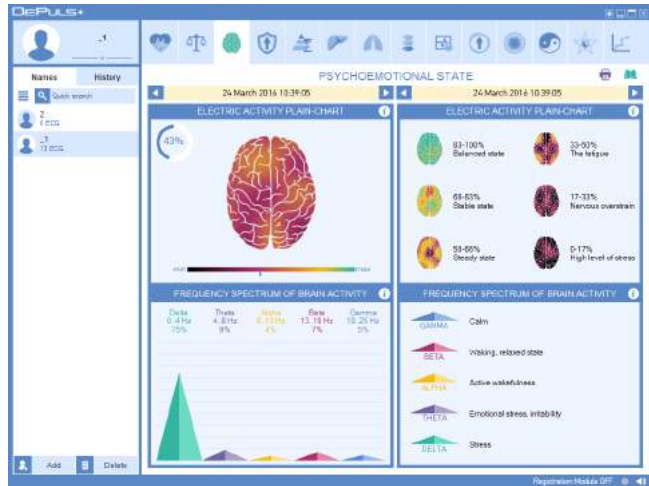 DePuls+
_1
Names
History
Quick search
2
6 ECG
_1
PSYCHOEMOTIONAL STATE
24 March 2016 10:39:05
24 March 2016 10:39:05
ELECTRIC ACTIVITY PLAIN-CHART
ELECTRIC ACTIVITY PLAIN-CHART
43%
min
max
83-100%
Balanced state
33-50%
The fatigue
66-83%
Stable state
17-33%
Nervous overstrain
50-66%
Steady state
0-17%
High level of stress
FREQUENCY SPECTRUM OF BRAIN ACTIVITY
FREQUENCY SPECTRUM OF BRAIN ACTIVITY
Delta
Theta
Alpha
Beta
Gamma
0..4 Hz
4..8 Hz
8..13 Hz
13..18 Hz
18..25 Hz
75%
9%
4%
7%
5%
GAMMA
Calm
BETA
Waking, relaxed state
ALPHA
Active wakefulness
THETA
Emotional stress, irritability
DELTA
Stress
Add
Delete
Registration Module OFF